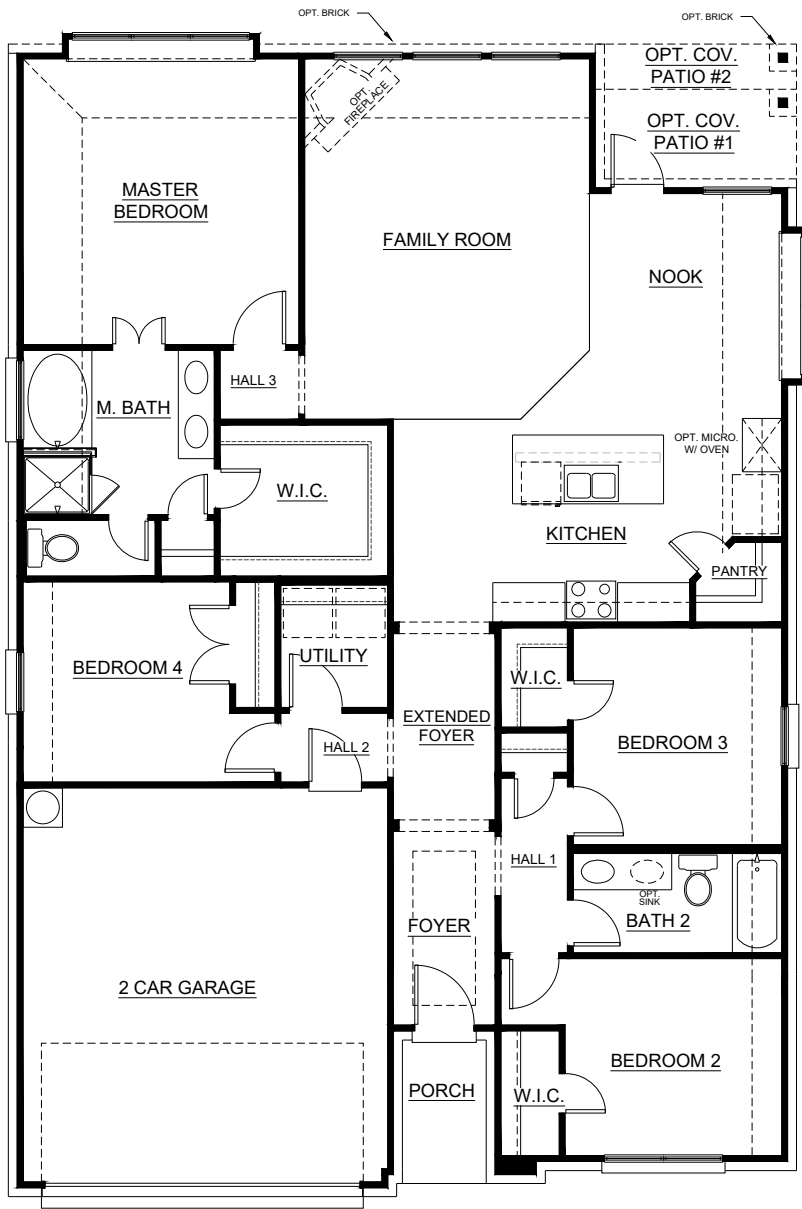 OPT. BRICK
OPT. BRICK
OPT. COV.
PATIO #2
OPT. COV.
PATIO #1
OPT.
FIREPLACE
MASTER
BEDROOM
FAMILY ROOM
NOOK
HALL 3
M. BATH
OPT. MICRO.
W/ OVEN
W.I.C.
KITCHEN
PANTRY
BEDROOM 4
UTILITY
W.I.C.
EXTENDED
FOYER
BEDROOM 3
HALL 2
HALL 1
OPT.
SINK
BATH 2
FOYER
2 CAR GARAGE
BEDROOM 2
PORCH
W.I.C.